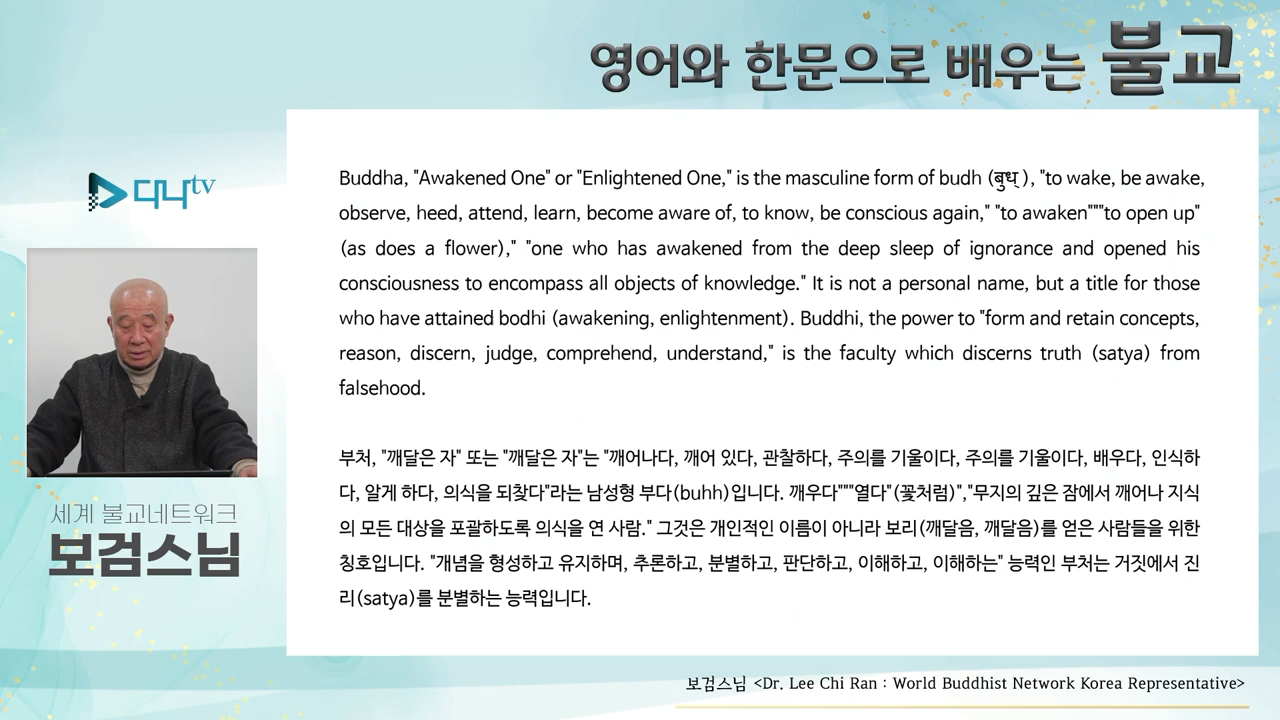 영어와 한문으로 배우는 불교
디나tv
Buddha, "Awakened One" or "Enlightened One," is the masculine form of budh (बुध् ), "to wake, be awake,
observe, heed, attend, learn, become aware of, to know, be conscious again," "to awaken"""to open up"
(as does a flower)," "one who has awakened from the deep sleep of ignorance and opened his
consciousness to encompass all objects of knowledge." It is not a personal name, but a title for those
who have attained bodhi (awakening, enlightenment). Buddhi, the power to "form and retain concepts,
reason, discern, judge, comprehend, understand," is the faculty which discerns truth (satya) from
falsehood.
부처, "깨달은 자" 또는 "깨달은 자"는 "깨어나다, 깨어 있다, 관찰하다, 주의를 기울이다, 주의를 기울이다, 배우다, 인식하
다, 알게 하다, 의식을 되찾다"라는 남성형 부다(buhh)입니다. 깨우다"""열다"(꽃처럼)","무지의 깊은 잠에서 깨어나 지식
의 모든 대상을 포괄하도록 의식을 연 사람." 그것은 개인적인 이름이 아니라 보리(깨달음, 깨달음)를 얻은 사람들을 위한
칭호입니다. "개념을 형성하고 유지하며, 추론하고, 분별하고, 판단하고, 이해하고, 이해하는" 능력인 부처는 거짓에서 진
리(satya)를 분별하는 능력입니다.
세계 불교네트워크
보검스님
보검스님 <Dr. Lee Chi Ran : World Buddhist Network Korea Representative>